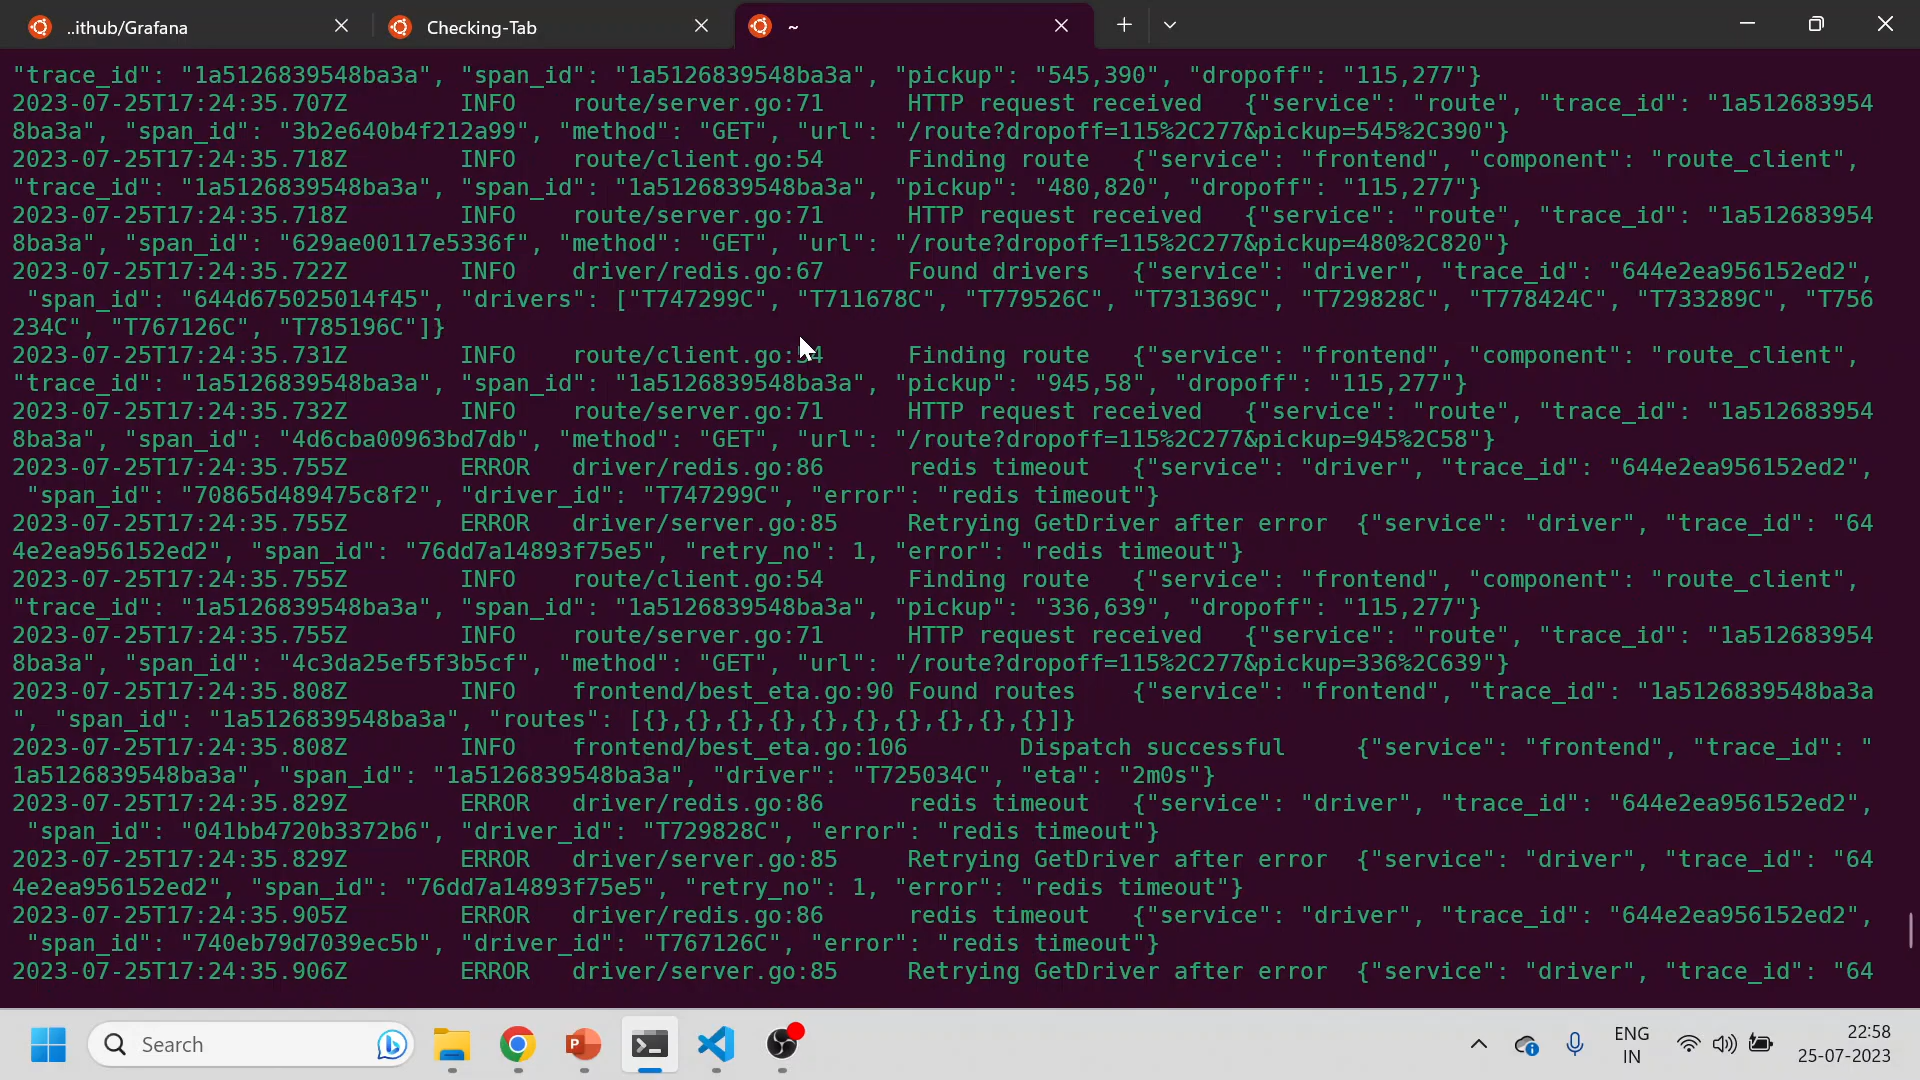 ..ithub/Grafana
Checking-Tab
~
"trace_id": "1a5126839548ba3a", "span_id": "1a5126839548ba3a", "pickup": "545,390", "dropoff": "115,277"}
2023-07-25T17:24:35.707Z INFO route/server.go:71 HTTP request received {"service": "route", "trace_id": "1a512683954
8ba3a", "span_id": "3b2e640b4f212a99", "method": "GET", "url": "/route?dropoff=115%2C277&pickup=545%2C390"}
2023-07-25T17:24:35.718Z INFO route/client.go:54 Finding route {"service": "frontend", "component": "route_client",
"trace_id": "1a5126839548ba3a", "span_id": "1a5126839548ba3a", "pickup": "480,820", "dropoff": "115,277"}
2023-07-25T17:24:35.718Z INFO route/server.go:71 HTTP request received {"service": "route", "trace_id": "1a512683954
8ba3a", "span_id": "629ae00117e5336f", "method": "GET", "url": "/route?dropoff=115%2C277&pickup=480%2C820"}
2023-07-25T17:24:35.722Z INFO driver/redis.go:67 Found drivers {"service": "driver", "trace_id": "644e2ea956152ed2",
"span_id": "644d675025014f45", "drivers": ["T747299C", "T711678C", "T779526C", "T731369C", "T729828C", "T778424C", "T733289C", "T756
234C", "T767126C", "T785196C"]}
2023-07-25T17:24:35.731Z INFO route/client.go:54 Finding route {"service": "frontend", "component": "route_client",
"trace_id": "1a5126839548ba3a", "span_id": "1a5126839548ba3a", "pickup": "945,58", "dropoff": "115,277"}
2023-07-25T17:24:35.732Z INFO route/server.go:71 HTTP request received {"service": "route", "trace_id": "1a512683954
8ba3a", "span_id": "4d6cba00963bd7db", "method": "GET", "url": "/route?dropoff=115%2C277&pickup=945%2C58"}
2023-07-25T17:24:35.755Z ERROR driver/redis.go:86 redis timeout {"service": "driver", "trace_id": "644e2ea956152ed2",
"span_id": "70865d489475c8f2", "driver_id": "T747299C", "error": "redis timeout"}
2023-07-25T17:24:35.755Z ERROR driver/server.go:85 Retrying GetDriver after error {"service": "driver", "trace_id": "64
4e2ea956152ed2", "span_id": "76dd7a14893f75e5", "retry_no": 1, "error": "redis timeout"}
2023-07-25T17:24:35.755Z INFO route/client.go:54 Finding route {"service": "frontend", "component": "route_client",
"trace_id": "1a5126839548ba3a", "span_id": "1a5126839548ba3a", "pickup": "336,639", "dropoff": "115,277"}
2023-07-25T17:24:35.755Z INFO route/server.go:71 HTTP request received {"service": "route", "trace_id": "1a512683954
8ba3a", "span_id": "4c3da25ef5f3b5cf", "method": "GET", "url": "/route?dropoff=115%2C277&pickup=336%2C639"}
2023-07-25T17:24:35.808Z INFO frontend/best_eta.go:90 Found routes {"service": "frontend", "trace_id": "1a5126839548ba3a
", "span_id": "1a5126839548ba3a", "routes": [{},{},{},{},{},{},{},{},{},{}]}
2023-07-25T17:24:35.808Z INFO frontend/best_eta.go:106 Dispatch successful {"service": "frontend", "trace_id": "
1a5126839548ba3a", "span_id": "1a5126839548ba3a", "driver": "T725034C", "eta": "2m0s"}
2023-07-25T17:24:35.829Z ERROR driver/redis.go:86 redis timeout {"service": "driver", "trace_id": "644e2ea956152ed2",
"span_id": "041bb4720b3372b6", "driver_id": "T729828C", "error": "redis timeout"}
2023-07-25T17:24:35.829Z ERROR driver/server.go:85 Retrying GetDriver after error {"service": "driver", "trace_id": "64
4e2ea956152ed2", "span_id": "76dd7a14893f75e5", "retry_no": 1, "error": "redis timeout"}
2023-07-25T17:24:35.905Z ERROR driver/redis.go:86 redis timeout {"service": "driver", "trace_id": "644e2ea956152ed2",
"span_id": "740eb79d7039ec5b", "driver_id": "T767126C", "error": "redis timeout"}
2023-07-25T17:24:35.906Z ERROR driver/server.go:85 Retrying GetDriver after error {"service": "driver", "trace_id": "64
Search
ENG
IN
22:58
25-07-2023